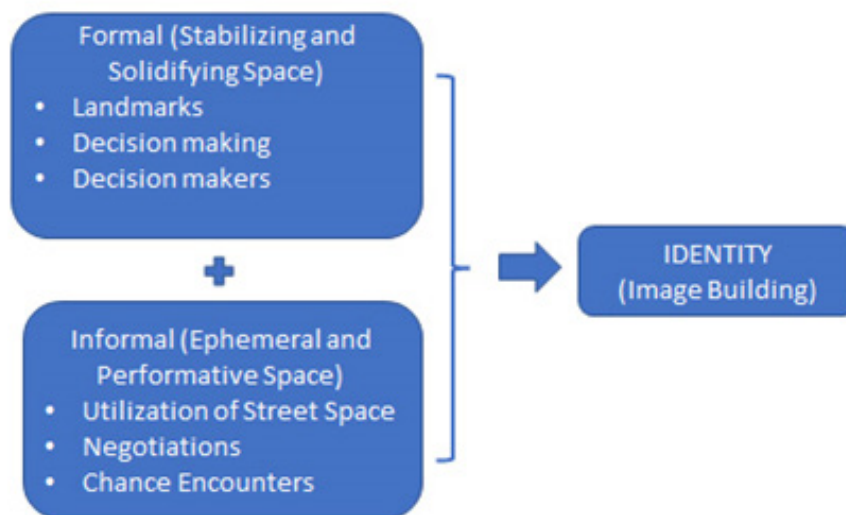 Formal (Stabilizing and
Solidifying Space)
• Landmarks
• Decision making
• Decision makers
Informal (Ephemeral and
Performative Space)
• Utilization of Street Space
• Negotiations
• Chance Encounters
IDENTITY
(Image Building)